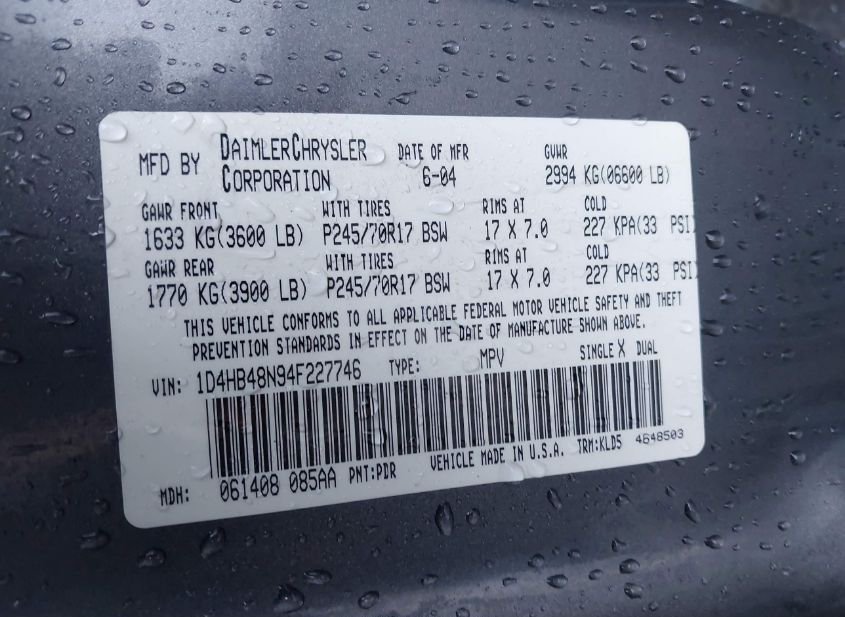 MFD BY DAIMLERCHRYSLER CORPORATION DATE OF MFR 6-04 GVWR 2994 KG(06600 LB)
GAWR FRONT WITH TIRES RIMS AT COLD
1633 KG(3600 LB) P245/70R17 BSW 17 X 7.0 227 KPA(33 PSI)
GAWR REAR WITH TIRES RIMS AT COLD
1770 KG(3900 LB) P245/70R17 BSW 17 X 7.0 227 KPA(33 PSI)
THIS VEHICLE CONFORMS TO ALL APPLICABLE FEDERAL MOTOR VEHICLE SAFETY AND THEFT
PREVENTION STANDARDS IN EFFECT ON THE DATE OF MANUFACTURE SHOWN ABOVE.
VIN: 1D4HB48N94F227746 TYPE: MPV SINGLE X DUAL
MDH: 061408 085AA PNT:PDR VEHICLE MADE IN U.S.A. TRM:KLD5 4648503